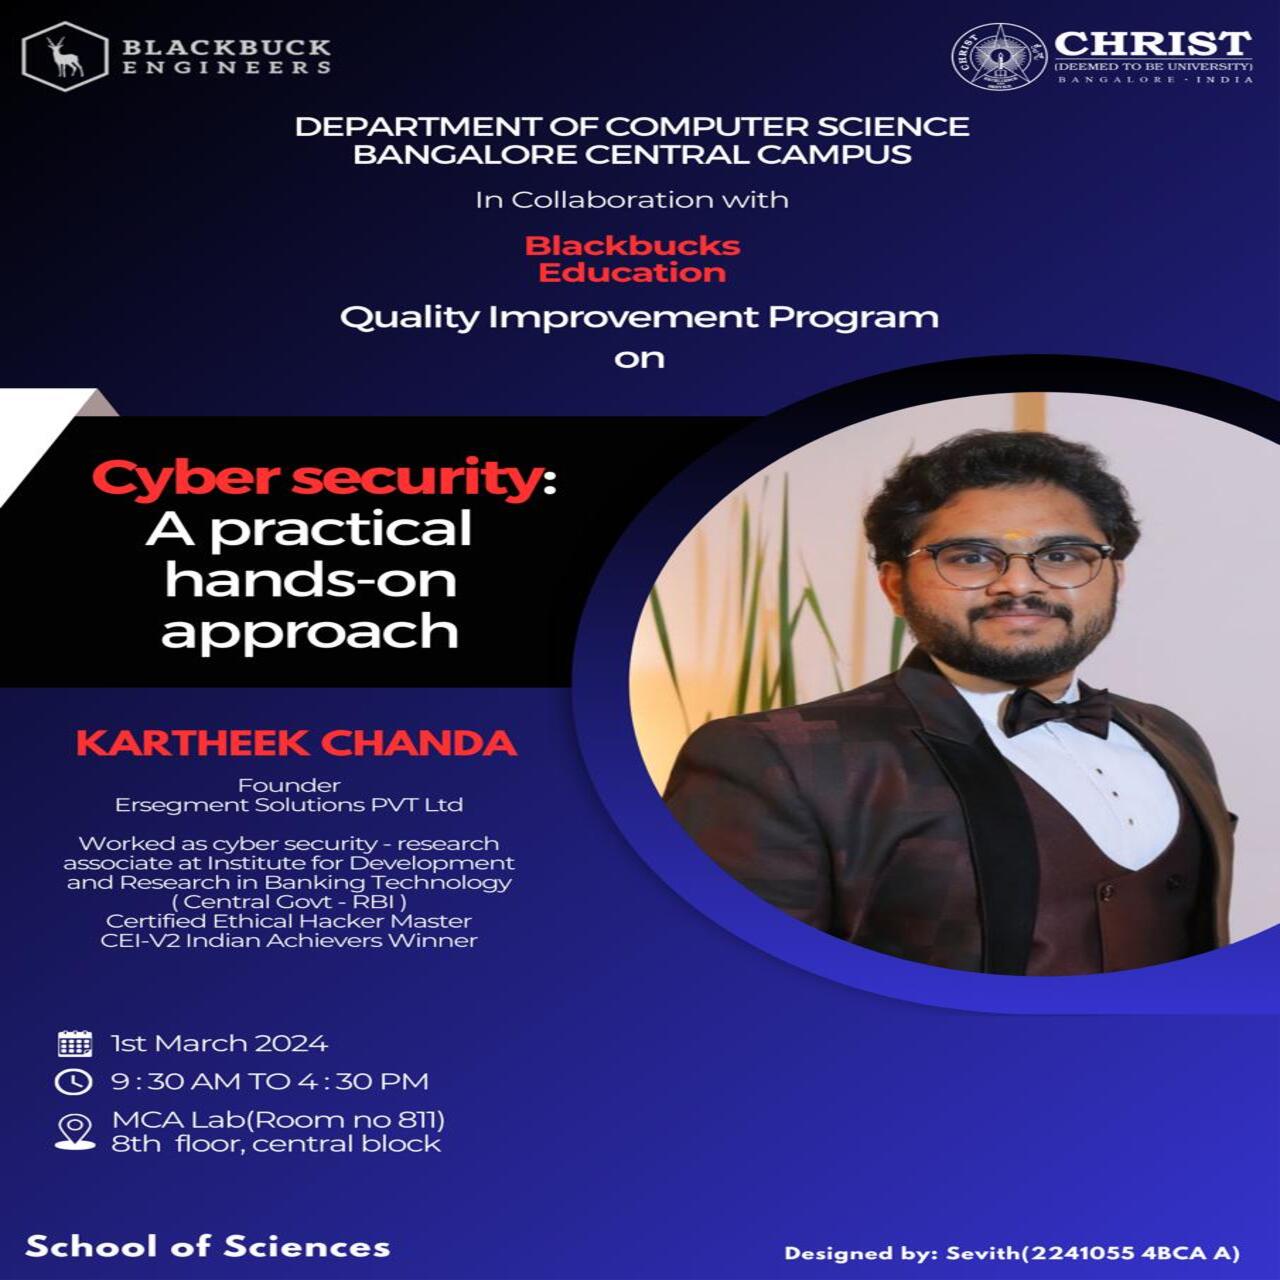 BLACKBUCK
ENGINEERS
CHRIST
(DEEMED TO BE UNIVERSITY)
BANGALORE · INDIA
DEPARTMENT OF COMPUTER SCIENCE
BANGALORE CENTRAL CAMPUS
In Collaboration with
Blackbucks
Education
Quality Improvement Program
on
Cyber security:
A practical
hands-on
approach
KARTHEEK CHANDA
Founder
Ersegment Solutions PVT Ltd
Worked as cyber security - research
associate at Institute for Development
and Research in Banking Technology
( Central Govt - RBI )
Certified Ethical Hacker Master
CEI-V2 Indian Achievers Winner
1st March 2024
9 : 30 AM TO 4 : 30 PM
MCA Lab(Room no 811)
8th floor, central block
School of Sciences
Designed by: Sevith(2241055 4BCA A)